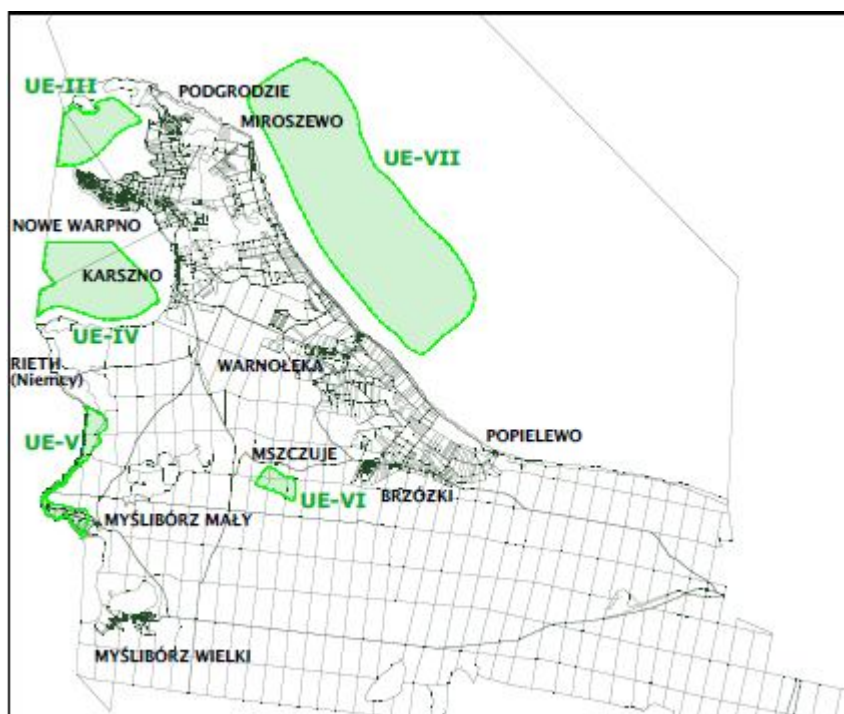 UE-III
PODGRODZIE
MIROSZEWO
UE-VII
NOWE WARPNO
KARSZNO
UE-IV
RIETH
(Niemcy)
WARNOŁĘKA
UE-V
POPIELEWO
MSZCZUJE
UE-VI
BRZÓZKI
MYŚLIBÓRZ MAŁY
MYŚLIBÓRZ WIELKI